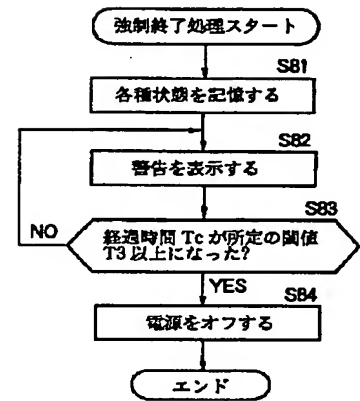 強制終了処理スタート
S81
各種状態を記憶する
S82
警告を表示する
S83
経過時間 Tc が所定の閾値
T3 以上になった?
NO
YES
S84
電源をオフする
エンド